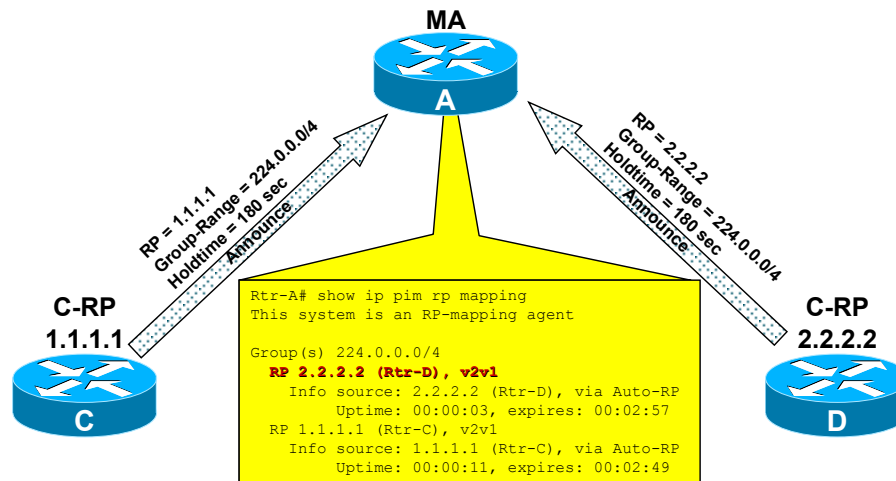 MA
A
RP = 1.1.1.1
Group-Range = 224.0.0.0/4
Holdtime = 180 sec
Announce
RP = 2.2.2.2
Group-Range = 224.0.0.0/4
Holdtime = 180 sec
Announce
C-RP
1.1.1.1
C
C-RP
2.2.2.2
D
Rtr-A# show ip pim rp mapping
This system is an RP-mapping agent
Group(s) 224.0.0.0/4
RP 2.2.2.2 (Rtr-D), v2v1
Info source: 2.2.2.2 (Rtr-D), via Auto-RP
Uptime: 00:00:03, expires: 00:02:57
RP 1.1.1.1 (Rtr-C), v2v1
Info source: 1.1.1.1 (Rtr-C), via Auto-RP
Uptime: 00:00:11, expires: 00:02:49